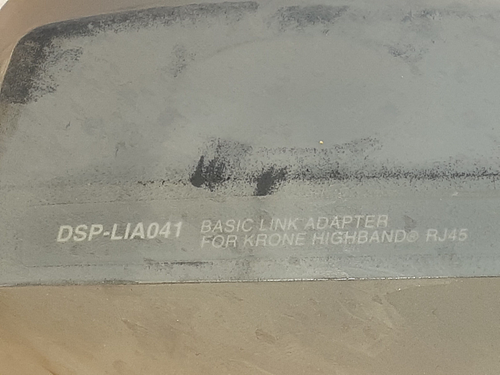 DSP-LIA041 BASIC LINK ADAPTER
FOR KRONE HIGHBAND® RJ45